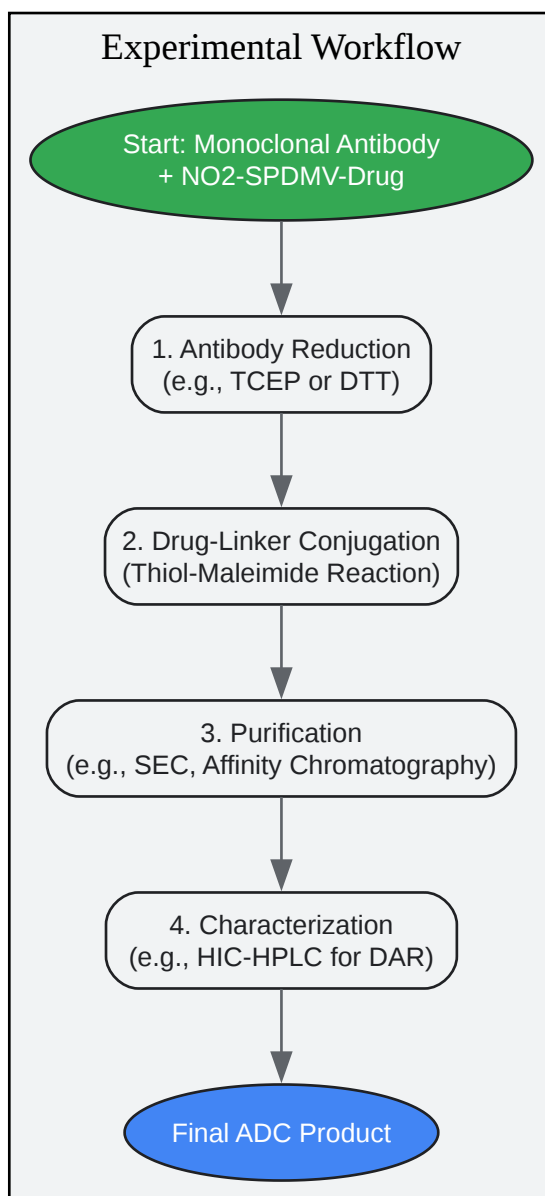 Experimental Workflow
Start: Monoclonal Antibody
+ NO2-SPDMV-Drug
1. Antibody Reduction
(e.g., TCEP or DTT)
2. Drug-Linker Conjugation
(Thiol-Maleimide Reaction)
3. Purification
(e.g., SEC, Affinity Chromatography)
4. Characterization
(e.g., HIC-HPLC for DAR)
Final ADC Product